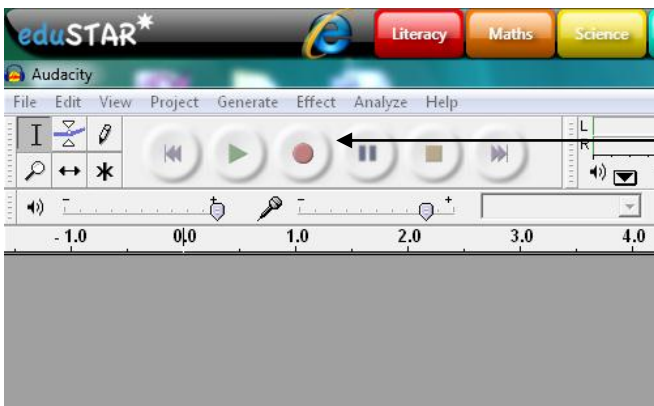 eduSTAR*
Literacy Maths Science
Audacity
File Edit View Project Generate Effect Analyze Help
L
R
- +
- +
- 1.0 0,0 1.0 2.0 3.0 4.0